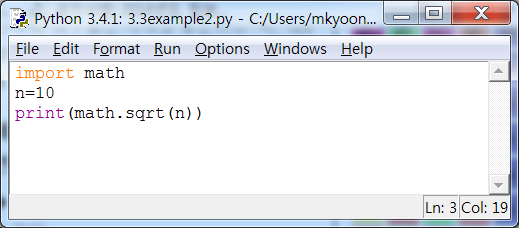 Python 3.4.1: 3.3example2.py - C:/Users/mkyoon...
File Edit Format Run Options Windows Help
import math
n=10
print(math.sqrt(n))
Ln: 3 Col: 19